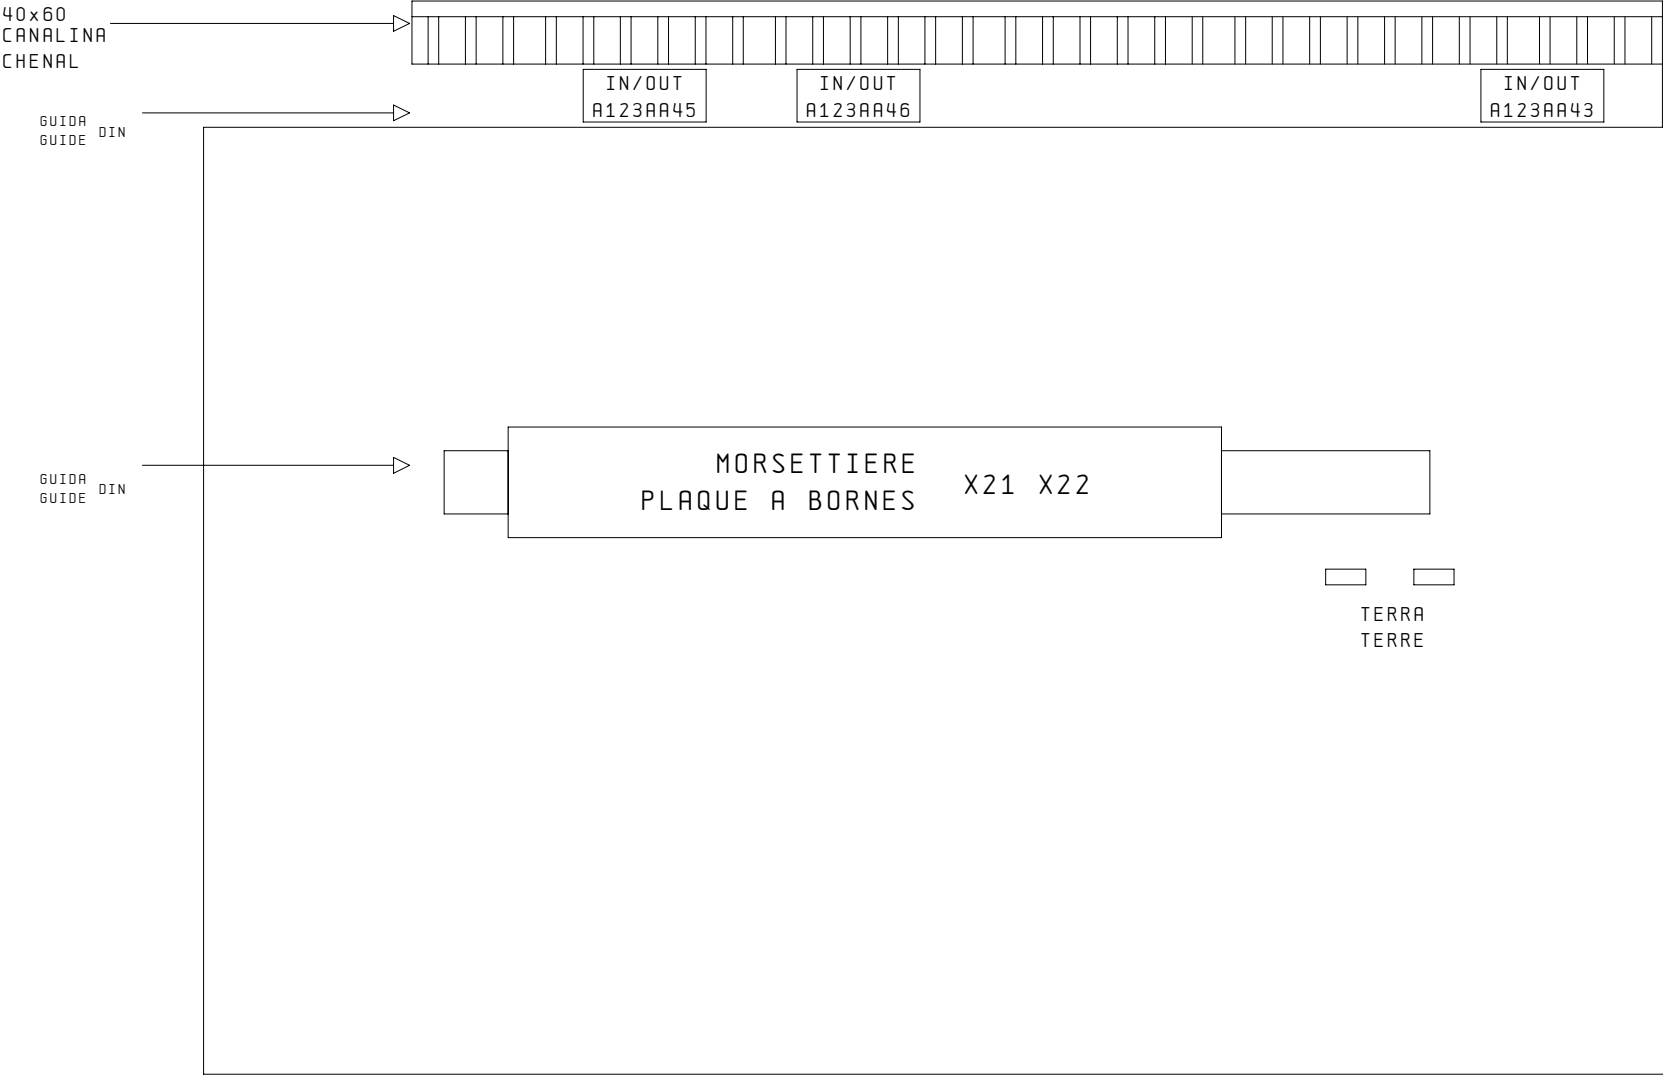 40x60
CANALINA
CHENAL
IN/OUT
A123AA45
IN/OUT
A123AA46
IN/OUT
A123AA43
GUIDA
GUIDE
DIN
MORSETTIERE
PLAQUE A BORNES
X21 X22
GUIDA
GUIDE
DIN
TERRA
TERRE